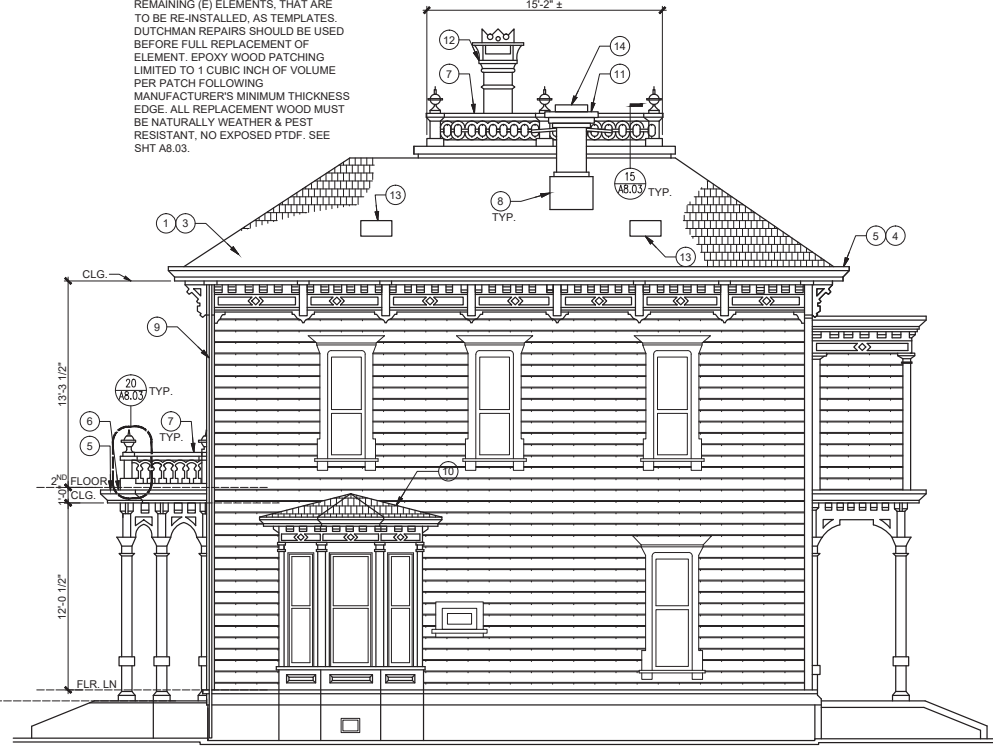 REMAINING (E) ELEMENTS, THAT ARE
TO BE RE-INSTALLED, AS TEMPLATES.
DUTCHMAN REPAIRS SHOULD BE USED
BEFORE FULL REPLACEMENT OF
ELEMENT. EPOXY WOOD PATCHING
LIMITED TO 1 CUBIC INCH OF VOLUME
PER PATCH FOLLOWING
MANUFACTURER'S MINIMUM THICKNESS
EDGE. ALL REPLACEMENT WOOD MUST
BE NATURALLY WEATHER & PEST
RESISTANT, NO EXPOSED PTDF. SEE
SHT A8.03.
15'-2" ±
12
14
7
11
15
A8.03
TYP.
13
8
TYP.
1
3
13
5
4
CLG.
9
13'-3 1/2"
20
A8.03
TYP.
6
7
TYP.
5
10
2ND FLOOR
1'-0"
CLG.
12'-0 1/2"
FLR. LN